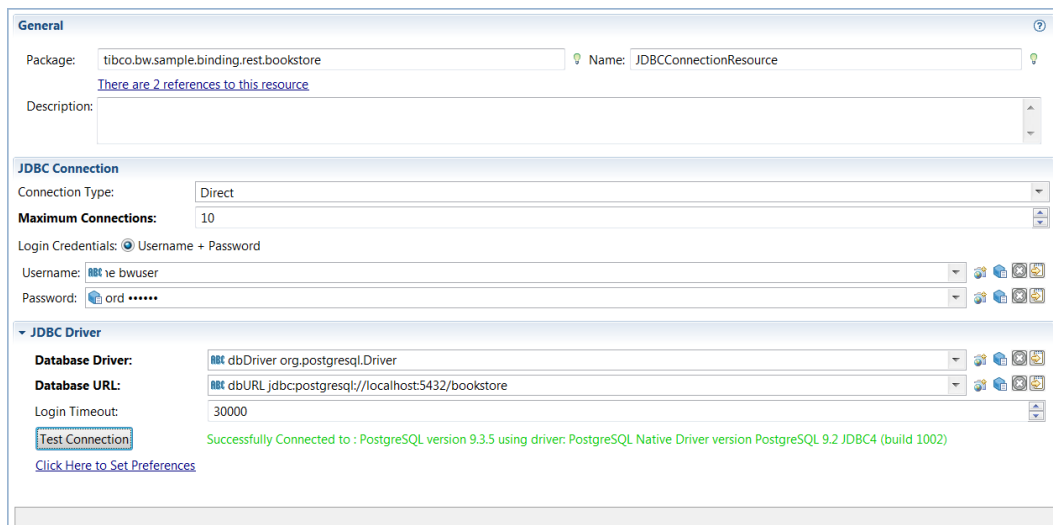 General
Package: tibco.bw.sample.binding.rest.bookstore Name: JDBCConnectionResource
There are 2 references to this resource
Description:
JDBC Connection
Connection Type: Direct
Maximum Connections: 10
Login Credentials: Username + Password
Username: ABC ne bwuser
Password: ord ••••••
JDBC Driver
Database Driver: ABC dbDriver org.postgresql.Driver
Database URL: ABC dbURL jdbc:postgresql://localhost:5432/bookstore
Login Timeout: 30000
Test Connection Successfully Connected to : PostgreSQL version 9.3.5 using driver: PostgreSQL Native Driver version PostgreSQL 9.2 JDBC4 (build 1002)
Click Here to Set Preferences